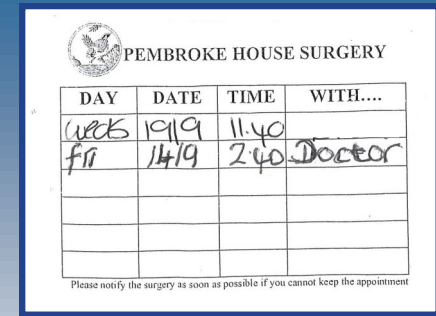 PEMBROKE HOUSE SURGERY
DAY DATE TIME WITH....
Weds 19/9 11.40
fri 14/9 2.40 Doctor
Please notify the surgery as soon as possible if you cannot keep the appointment